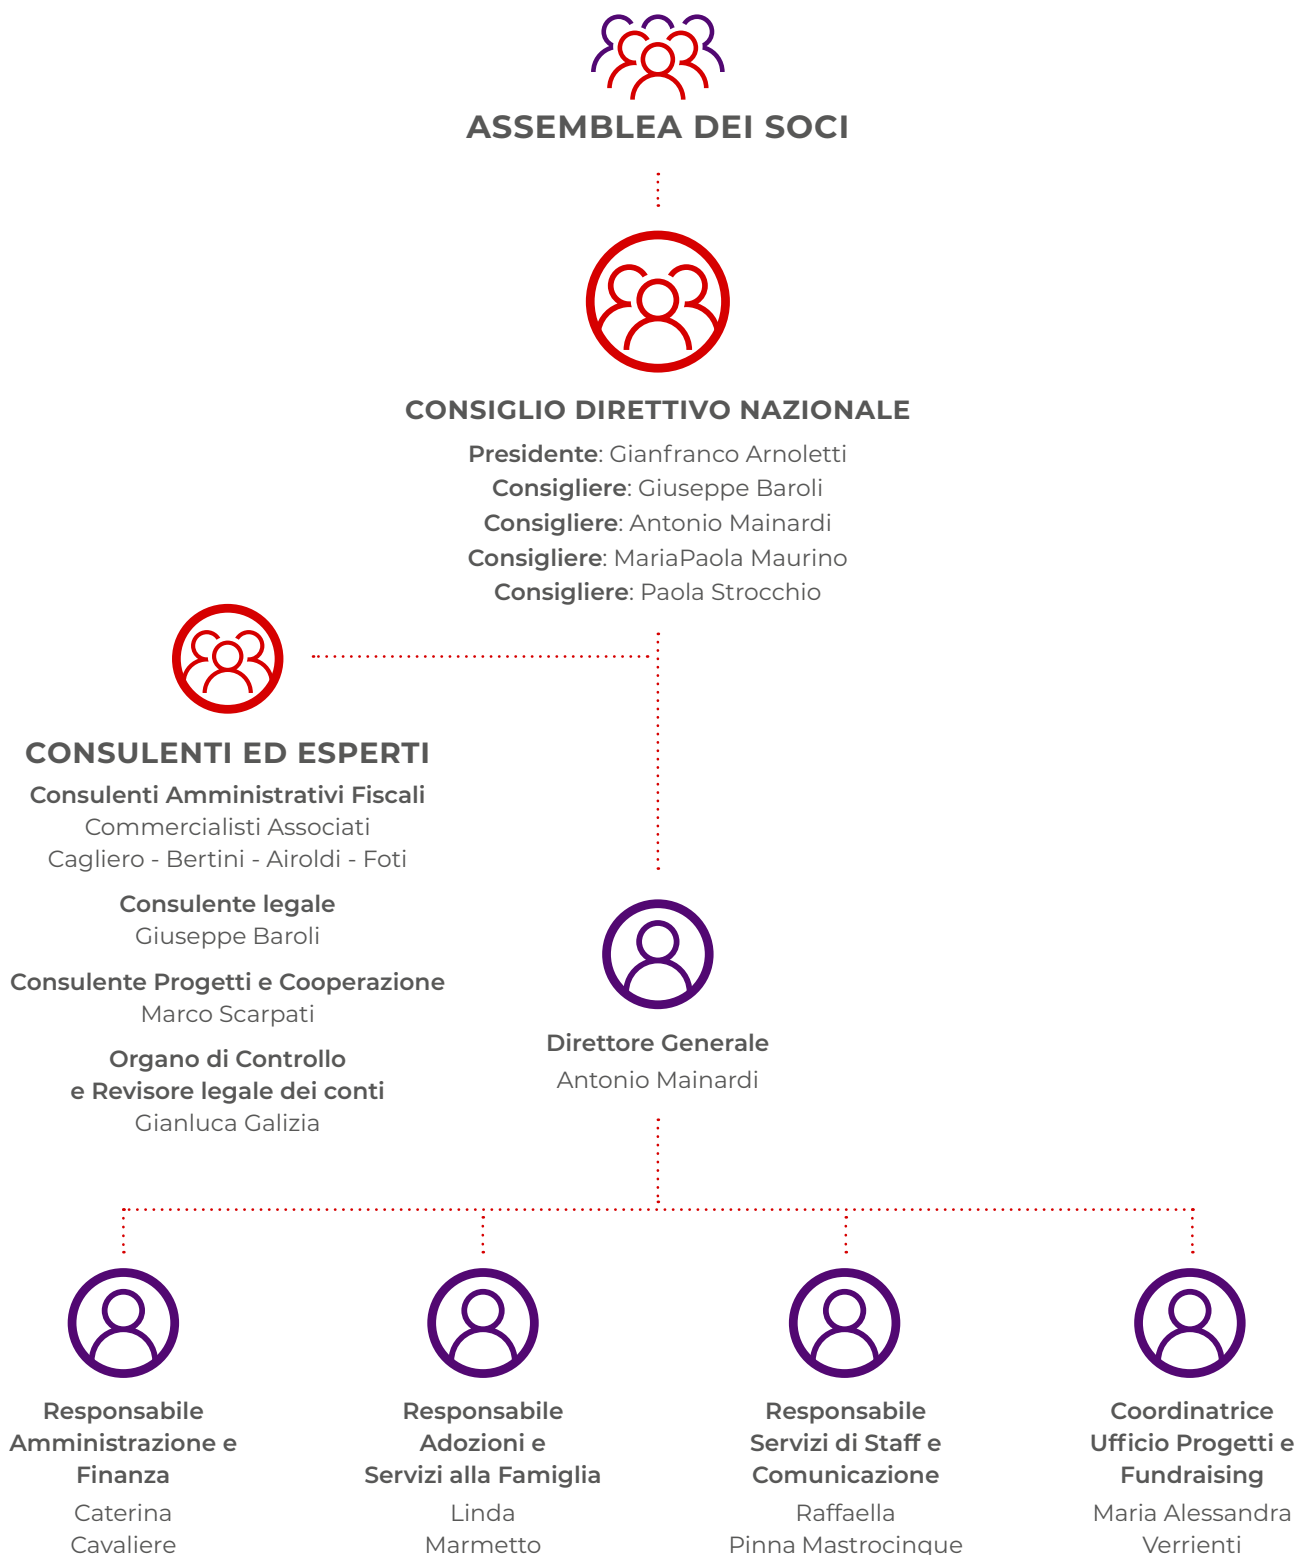 ASSEMBLEA DEI SOCI
CONSIGLIO DIRETTIVO NAZIONALE
Presidente: Gianfranco Arnoletti
Consigliere: Giuseppe Baroli
Consigliere: Antonio Mainardi
Consigliere: MariaPaola Maurino
Consigliere: Paola Strocchio
CONSULENTI ED ESPERTI
Consulenti Amministrativi Fiscali
Commercialisti Associati
Cagliero - Bertini - Airoldi - Foti
Consulente legale
Giuseppe Baroli
Consulente Progetti e Cooperazione
Marco Scarpati
Organo di Controllo
e Revisore legale dei conti
Gianluca Galizia
Direttore Generale
Antonio Mainardi
Responsabile
Amministrazione e
Finanza
Caterina
Cavaliere
Responsabile
Adozioni e
Servizi alla Famiglia
Linda
Marmetto
Responsabile
Servizi di Staff e
Comunicazione
Raffaella
Pinna Mastrocinque
Coordinatrice
Ufficio Progetti e
Fundraising
Maria Alessandra
Verrienti